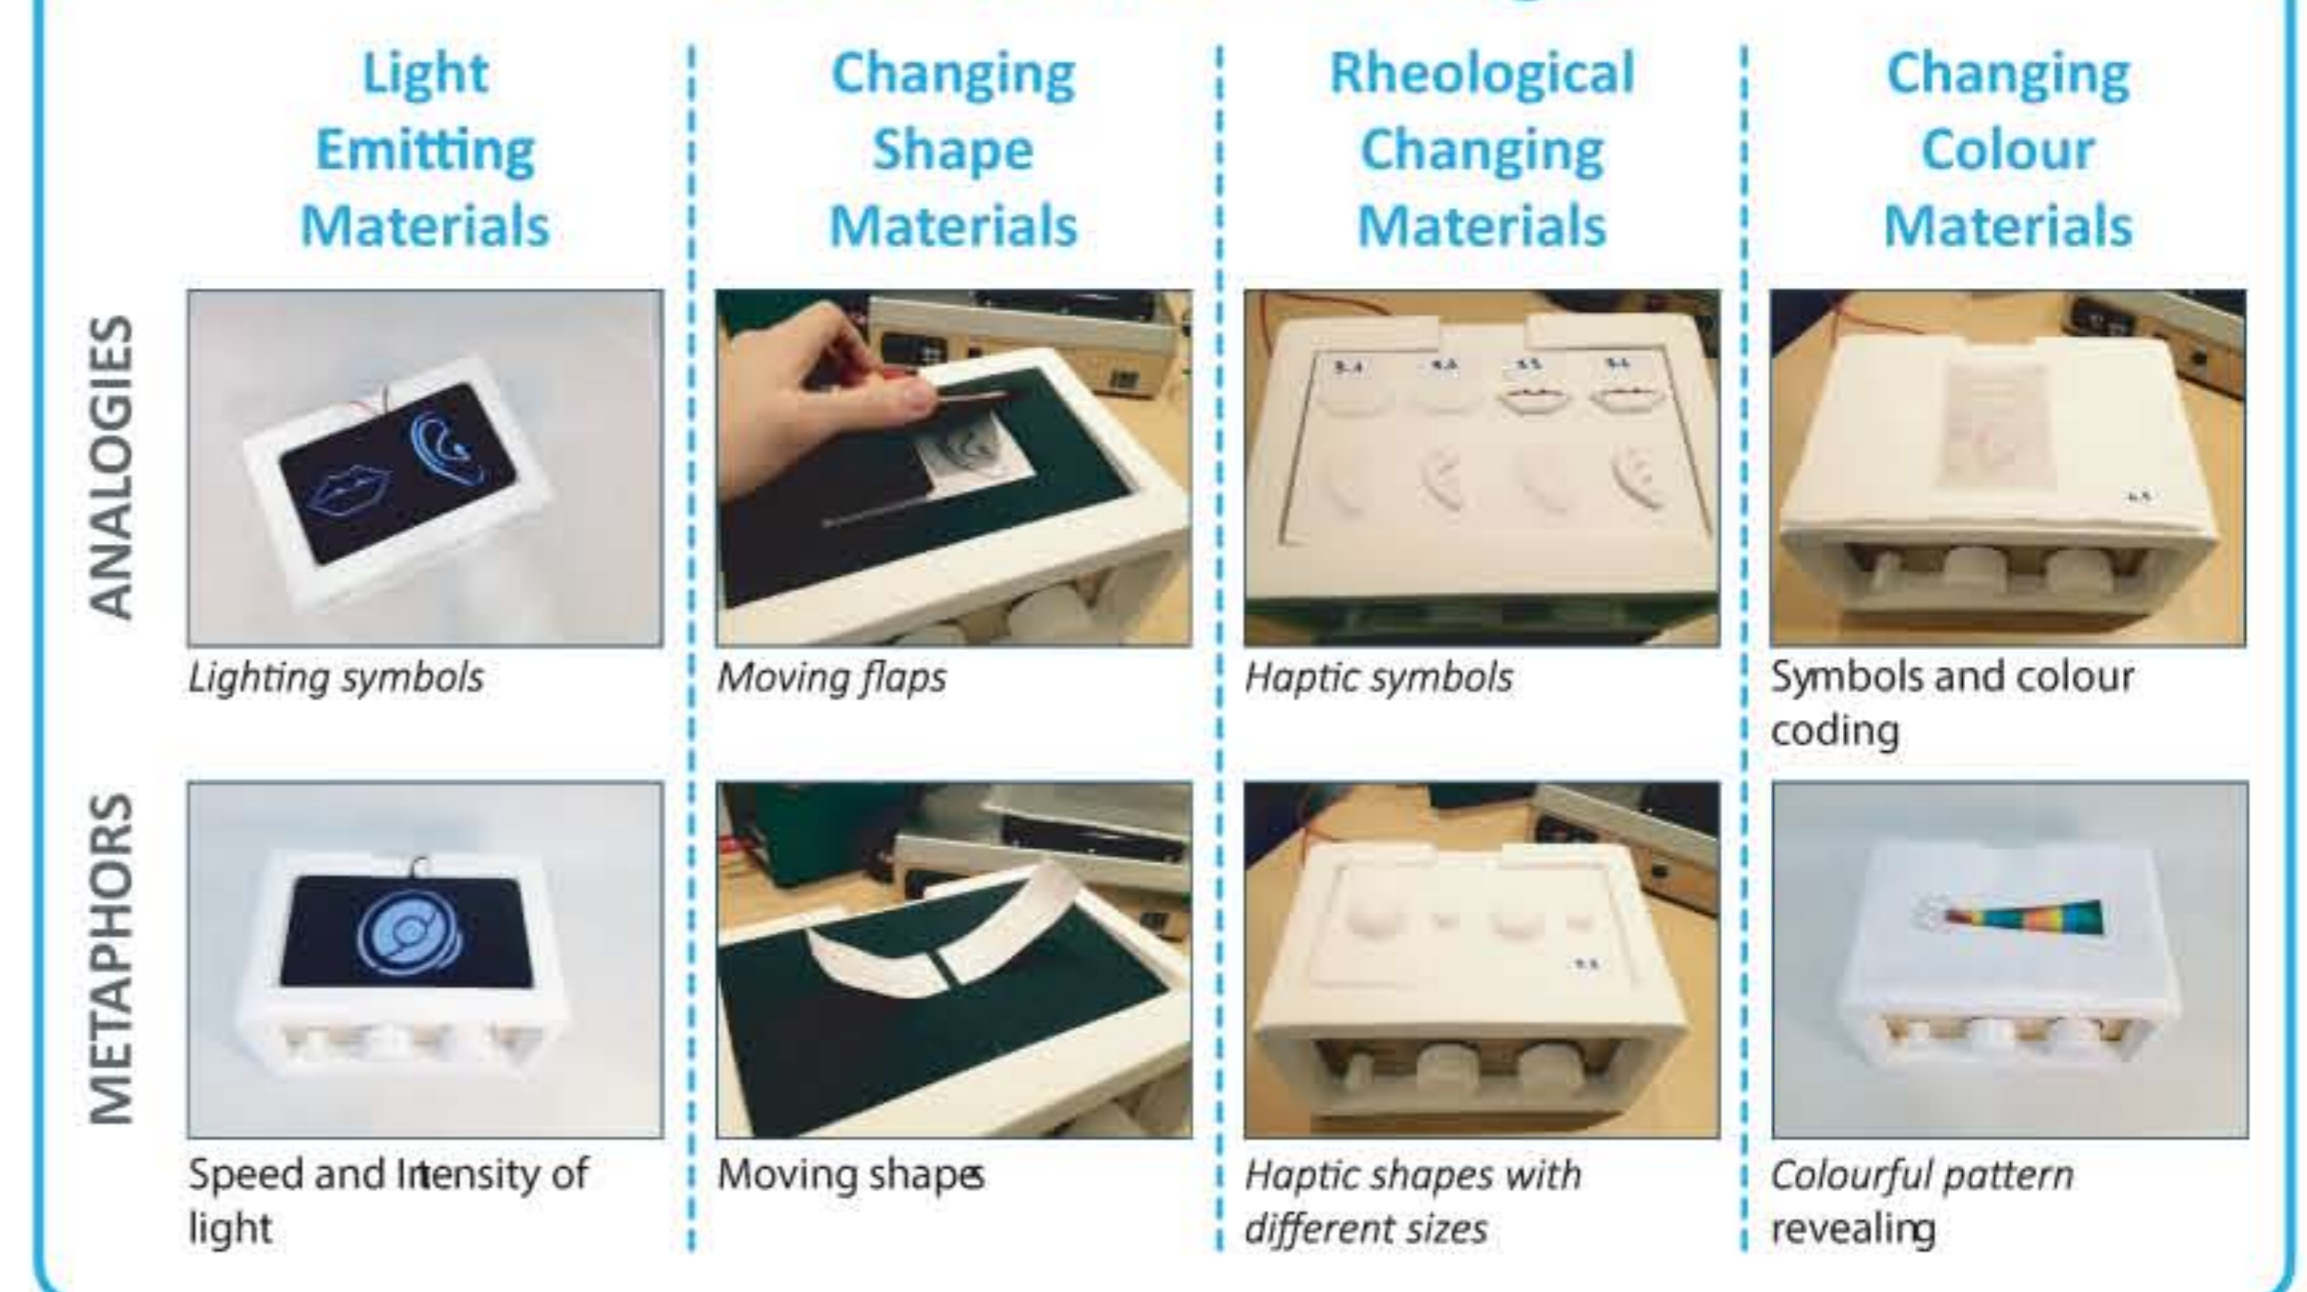 Light
Emitting
Materials
Changing
Shape
Materials
Rheological
Changing
Materials
Changing
Colour
Materials
ANALOGIES
Lighting symbols
Moving flaps
Haptic symbols
Symbols and colour
coding
METAPHORS
Speed and Intensity of
light
Moving shapes
Haptic shapes with
different sizes
Colourful pattern
revealing